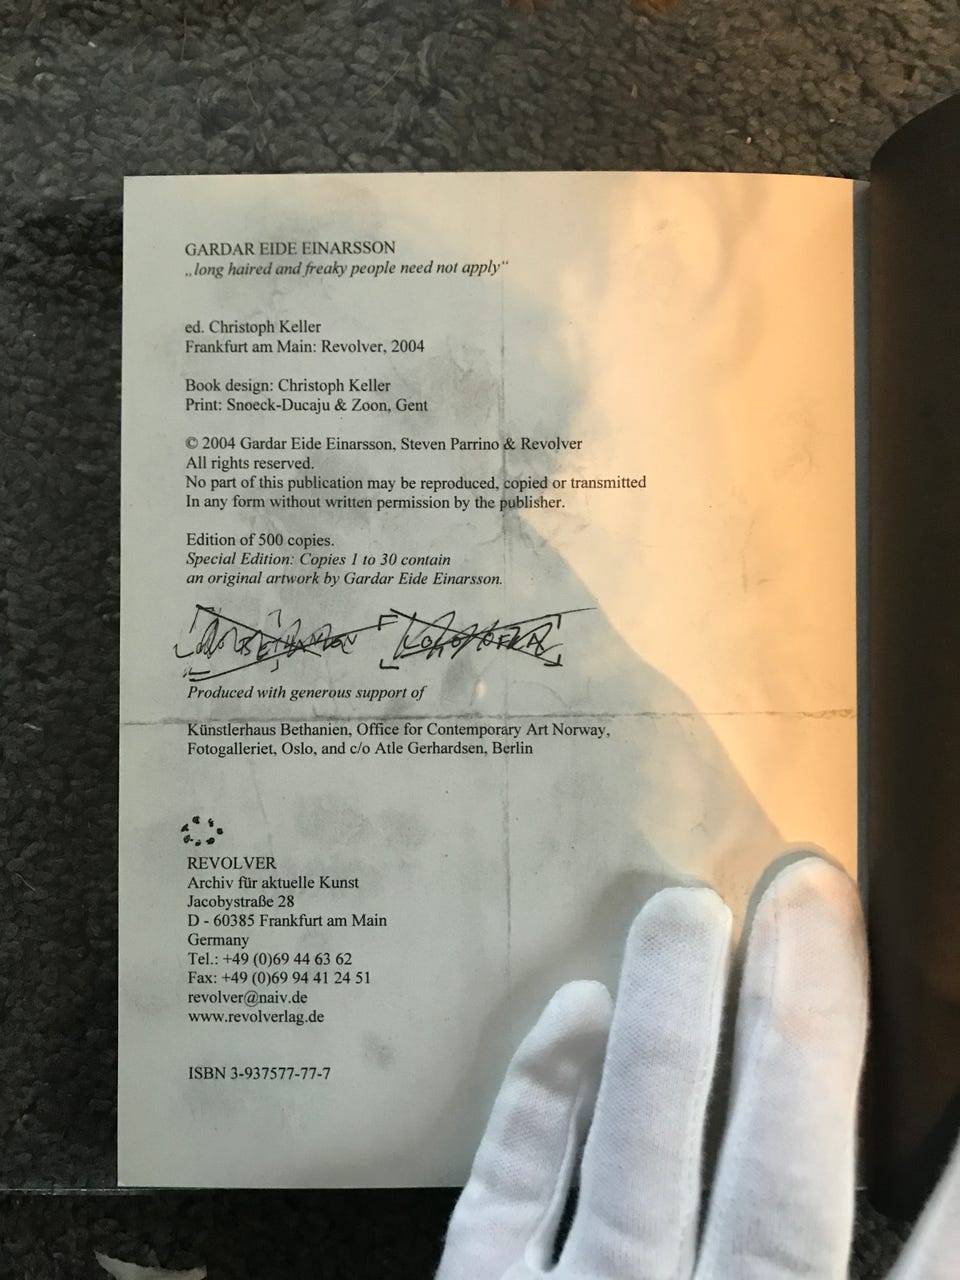 GARDAR EIDE EINARSSON
„long haired and freaky people need not apply“
ed. Christoph Keller
Frankfurt am Main: Revolver, 2004
Book design: Christoph Keller
Print: Snoeck-Ducaju & Zoon, Gent
© 2004 Gardar Eide Einarsson, Steven Parrino & Revolver
All rights reserved.
No part of this publication may be reproduced, copied or transmitted
In any form without written permission by the publisher.
Edition of 500 copies.
Special Edition: Copies 1 to 30 contain
an original artwork by Gardar Eide Einarsson.
Produced with generous support of
Künstlerhaus Bethanien, Office for Contemporary Art Norway,
Fotogalleriet, Oslo, and c/o Atle Gerhardsen, Berlin
REVOLVER
Archiv für aktuelle Kunst
Jacobystraße 28
D - 60385 Frankfurt am Main
Germany
Tel.: +49 (0)69 44 63 62
Fax: +49 (0)69 94 41 24 51
revolver@naiv.de
www.revolverlag.de
ISBN 3-937577-77-7